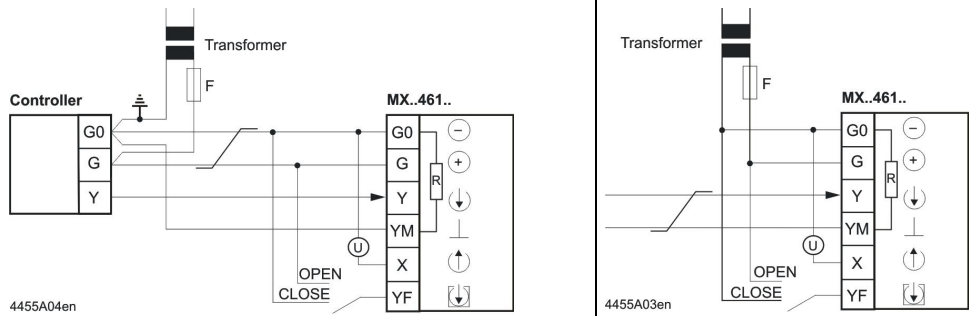 Transformer
F
Controller
MX..461..
G0
G
Y
G0
G
Y
YM
X
YF
R
U
OPEN
CLOSE
4455A04en
Transformer
F
MX..461..
G0
G
Y
YM
X
YF
R
U
OPEN
CLOSE
4455A03en